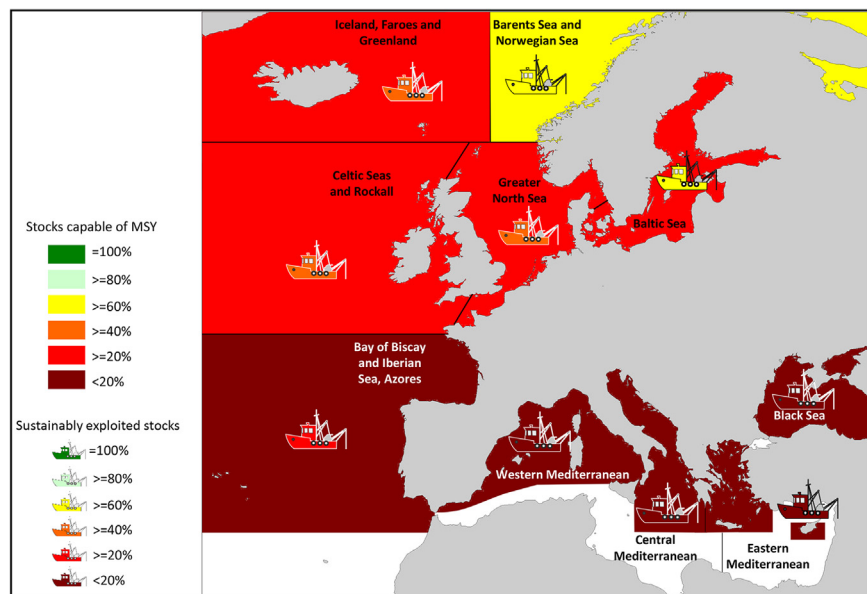 Iceland, Faroes and
Greenland
Barents Sea and
Norwegian Sea
Celtic Seas
and Rockall
Greater
North Sea
Baltic Sea
Stocks capable of MSY
=100%
>=80%
>=60%
>=40%
>=20%
<20%
Bay of Biscay
and Iberian
Sea, Azores
Sustainably exploited stocks
=100%
>=80%
>=60%
>=40%
>=20%
<20%
Black Sea
Western Mediterranean
Central
Mediterranean
Eastern
Mediterranean